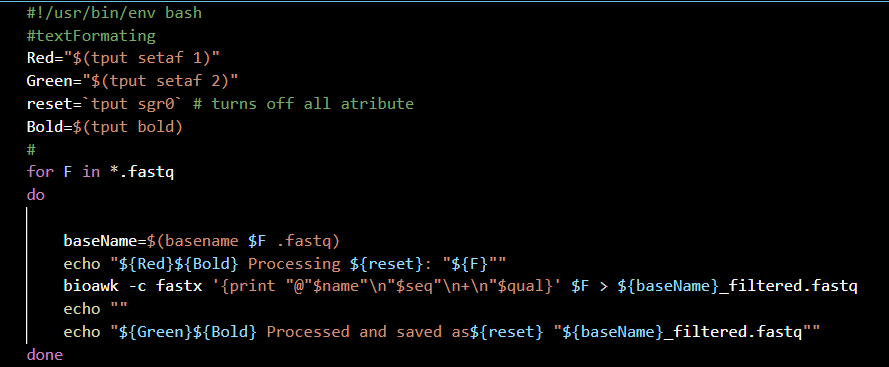 #!/usr/bin/env bash
#textFormating
Red="$(tput setaf 1)"
Green="$(tput setaf 2)"
reset=`tput sgr0` # turns off all atribute
Bold=$(tput bold)
#
for F in *.fastq
do
baseName=$(basename $F .fastq)
echo "${Red}${Bold} Processing ${reset}: "${F}""
bioawk -c fastx '{print "@"$name"\n"$seq"\n+\n"$qual}' $F > ${baseName}_filtered.fastq
echo ""
echo "${Green}${Bold} Processed and saved as${reset} "${baseName}_filtered.fastq""
done